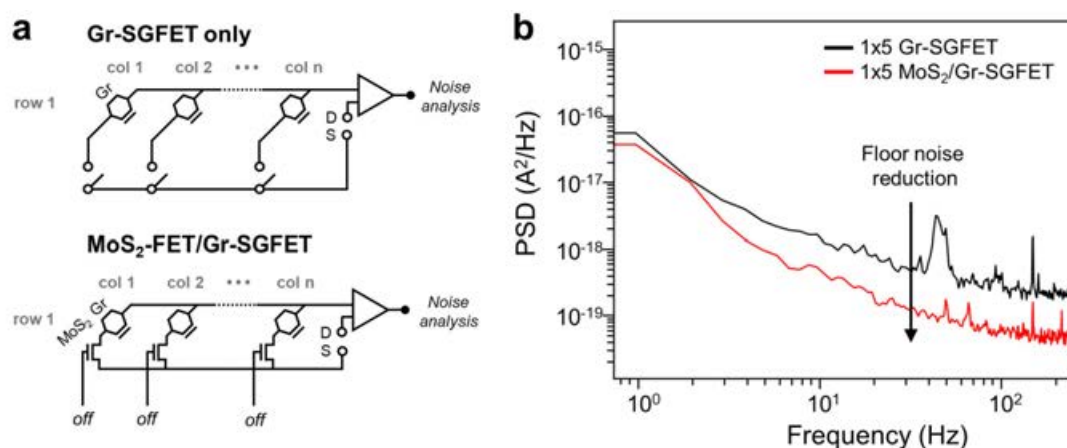 a
Gr-SGFET only
col 1 col 2 ••• col n
row 1
Gr
D
S
Noise
analysis
MoS₂-FET/Gr-SGFET
col 1 col 2 ••• col n
row 1
MoS₂ Gr
D
S
Noise
analysis
off off off
b
1x5 Gr-SGFET
1x5 MoS₂/Gr-SGFET
Floor noise
reduction
PSD (A²/Hz)
10⁻¹⁵
10⁻¹⁶
10⁻¹⁷
10⁻¹⁸
10⁻¹⁹
10⁰ 10¹ 10²
Frequency (Hz)